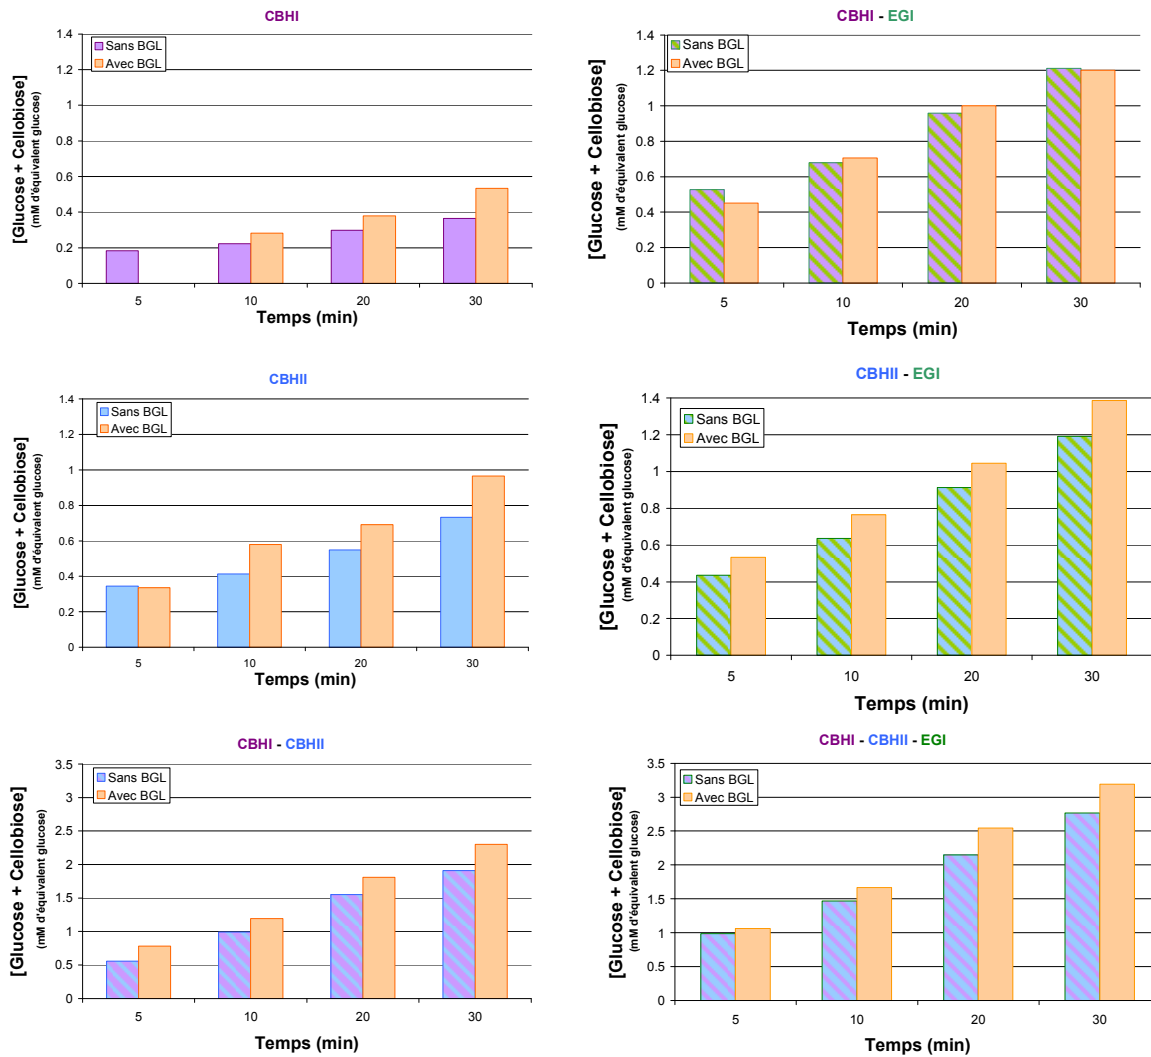 CBHI
[Glucose + Cellobiose]
(mM d'équivalent glucose)
1.4
1.2
1
0.8
0.6
0.4
0.2
0
Sans BGL
Avec BGL
5 10 20 30
Temps (min)
CBHI - EGI
[Glucose + Cellobiose]
(mM d'équivalent glucose)
1.4
1.2
1
0.8
0.6
0.4
0.2
0
Sans BGL
Avec BGL
5 10 20 30
Temps (min)
CBHII
[Glucose + Cellobiose]
(mM d'équivalent glucose)
1.4
1.2
1
0.8
0.6
0.4
0.2
0
Sans BGL
Avec BGL
5 10 20 30
Temps (min)
CBHII - EGI
[Glucose + Cellobiose]
(mM d'équivalent glucose)
1.4
1.2
1
0.8
0.6
0.4
0.2
0
Sans BGL
Avec BGL
5 10 20 30
Temps (min)
CBHI - CBHII
[Glucose + Cellobiose]
(mM d'équivalent glucose)
3.5
3
2.5
2
1.5
1
0.5
0
Sans BGL
Avec BGL
5 10 20 30
Temps (min)
CBHI - CBHII - EGI
[Glucose + Cellobiose]
(mM d'équivalent glucose)
3.5
3
2.5
2
1.5
1
0.5
0
Sans BGL
Avec BGL
5 10 20 30
Temps (min)